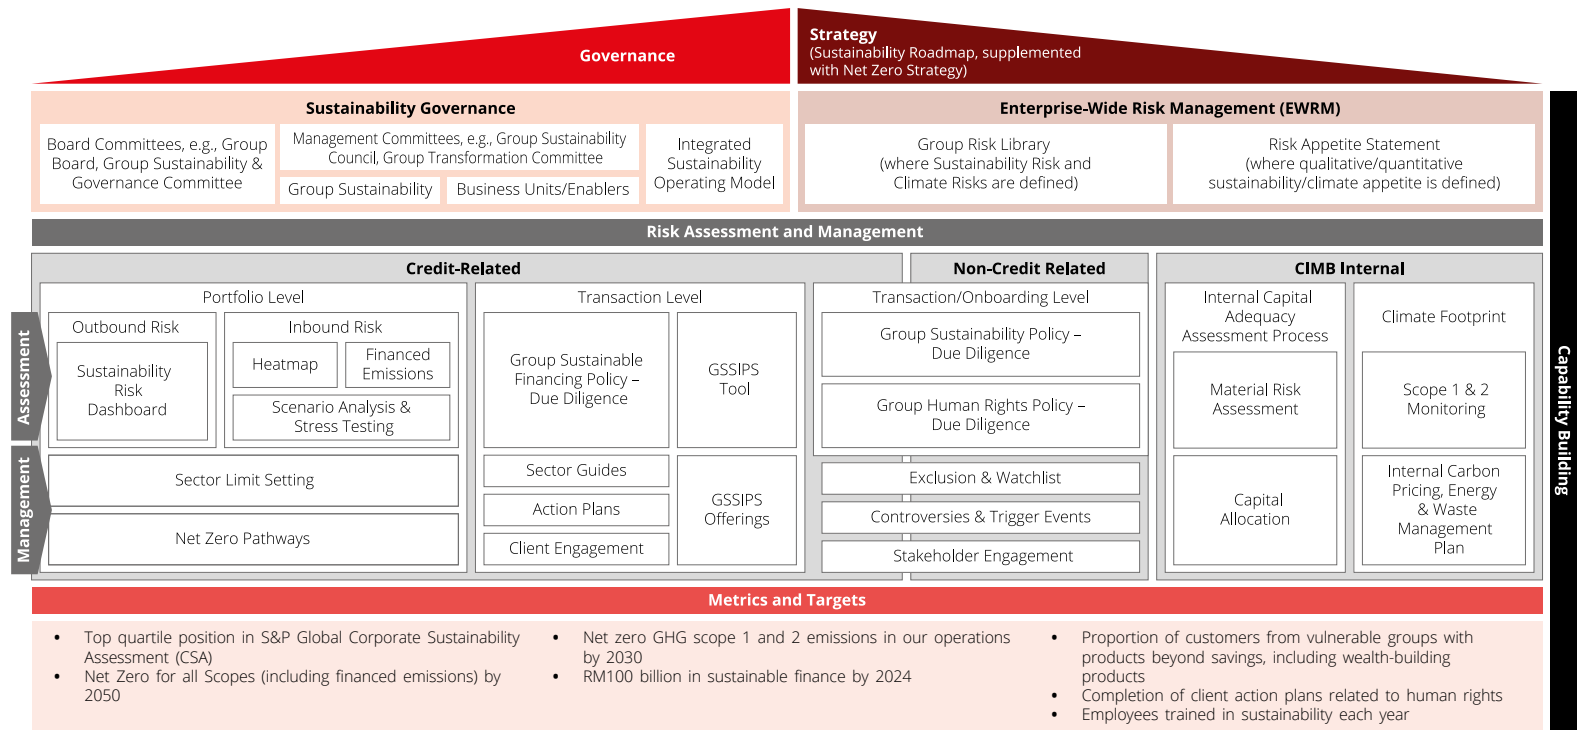 Governance
Strategy
(Sustainability Roadmap, supplemented
with Net Zero Strategy)
Sustainability Governance
Board Committees, e.g., Group
Board, Group Sustainability &
Governance Committee
Management Committees, e.g., Group Sustainability
Council, Group Transformation Committee
Group Sustainability
Business Units/Enablers
Integrated
Sustainability
Operating Model
Enterprise-Wide Risk Management (EWRM)
Group Risk Library
(where Sustainability Risk and
Climate Risks are defined)
Risk Appetite Statement
(where qualitative/quantitative
sustainability/climate appetite is defined)
Capability Building
Risk Assessment and Management
Assessment
Management
Credit-Related
Portfolio Level
Outbound Risk
Sustainability
Risk
Dashboard
Inbound Risk
Heatmap
Financed
Emissions
Scenario Analysis &
Stress Testing
Sector Limit Setting
Net Zero Pathways
Transaction Level
Group Sustainable
Financing Policy –
Due Diligence
GSSIPS
Tool
Sector Guides
Action Plans
Client Engagement
GSSIPS
Offerings
Non-Credit Related
Transaction/Onboarding Level
Group Sustainability Policy –
Due Diligence
Group Human Rights Policy –
Due Diligence
Exclusion & Watchlist
Controversies & Trigger Events
Stakeholder Engagement
CIMB Internal
Internal Capital
Adequacy
Assessment Process
Material Risk
Assessment
Capital
Allocation
Climate Footprint
Scope 1 & 2
Monitoring
Internal Carbon
Pricing, Energy
& Waste
Management
Plan
Metrics and Targets
• Top quartile position in S&P Global Corporate Sustainability
Assessment (CSA)
• Net Zero for all Scopes (including financed emissions) by
2050
• Net zero GHG scope 1 and 2 emissions in our operations
by 2030
• RM100 billion in sustainable finance by 2024
• Proportion of customers from vulnerable groups with
products beyond savings, including wealth-building
products
• Completion of client action plans related to human rights
• Employees trained in sustainability each year